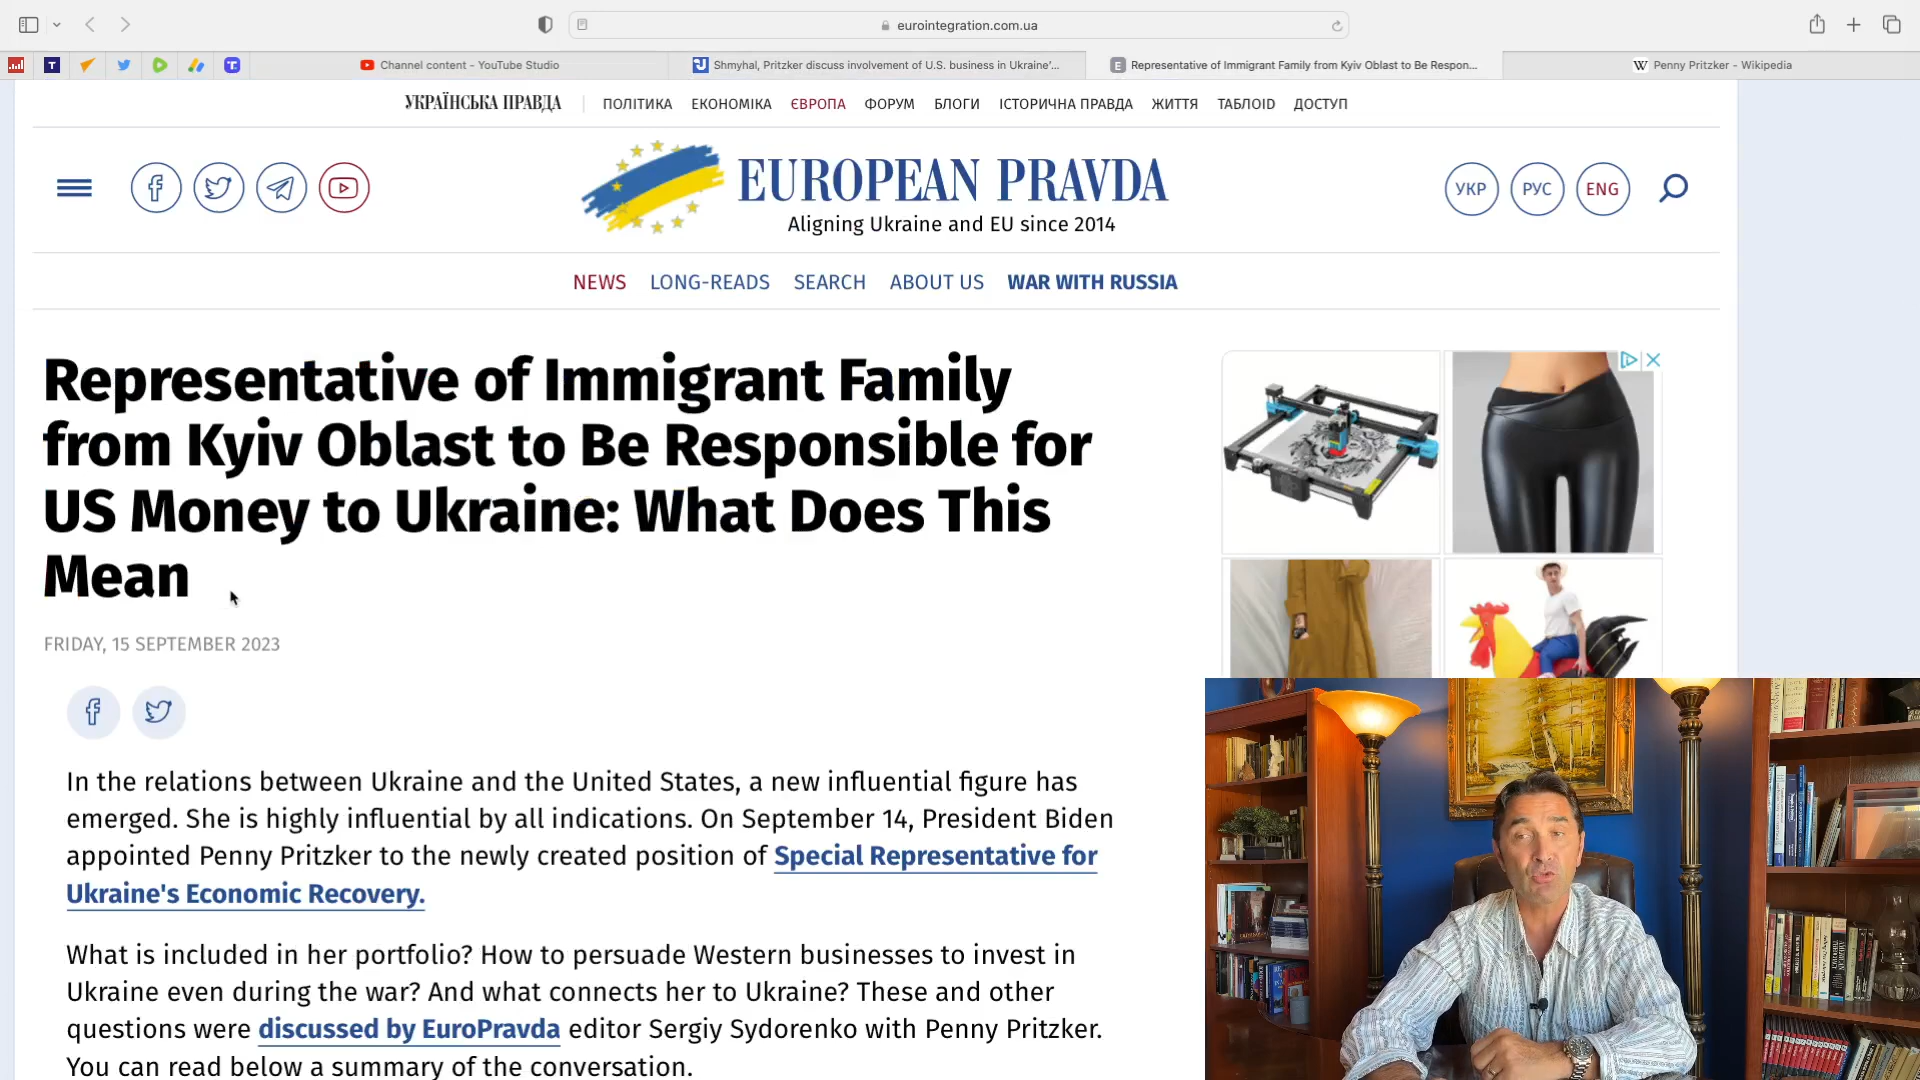 eurointegration.com.ua
Channel content - YouTube Studio
Shmyhal, Pritzker discuss involvement of U.S. business in Ukraine'...
Representative of Immigrant Family from Kyiv Oblast to Be Respon...
W Penny Pritzker - Wikipedia
УКРАЇНСЬКА ПРАВДА ПОЛІТИКА ЕКОНОМІКА ЄВРОПА ФОРУМ БЛОГИ ІСТОРИЧНА ПРАВДА ЖИТТЯ ТАБЛОЇD ДОСТУП
EUROPEAN PRAVDA
Aligning Ukraine and EU since 2014
УКР РУС ENG
NEWS LONG-READS SEARCH ABOUT US WAR WITH RUSSIA
Representative of Immigrant Family
from Kyiv Oblast to Be Responsible for
US Money to Ukraine: What Does This
Mean
FRIDAY, 15 SEPTEMBER 2023
In the relations between Ukraine and the United States, a new influential figure has
emerged. She is highly influential by all indications. On September 14, President Biden
appointed Penny Pritzker to the newly created position of Special Representative for
Ukraine's Economic Recovery.
What is included in her portfolio? How to persuade Western businesses to invest in
Ukraine even during the war? And what connects her to Ukraine? These and other
questions were discussed by EuroPravda editor Sergiy Sydorenko with Penny Pritzker.
You can read below a summary of the conversation.